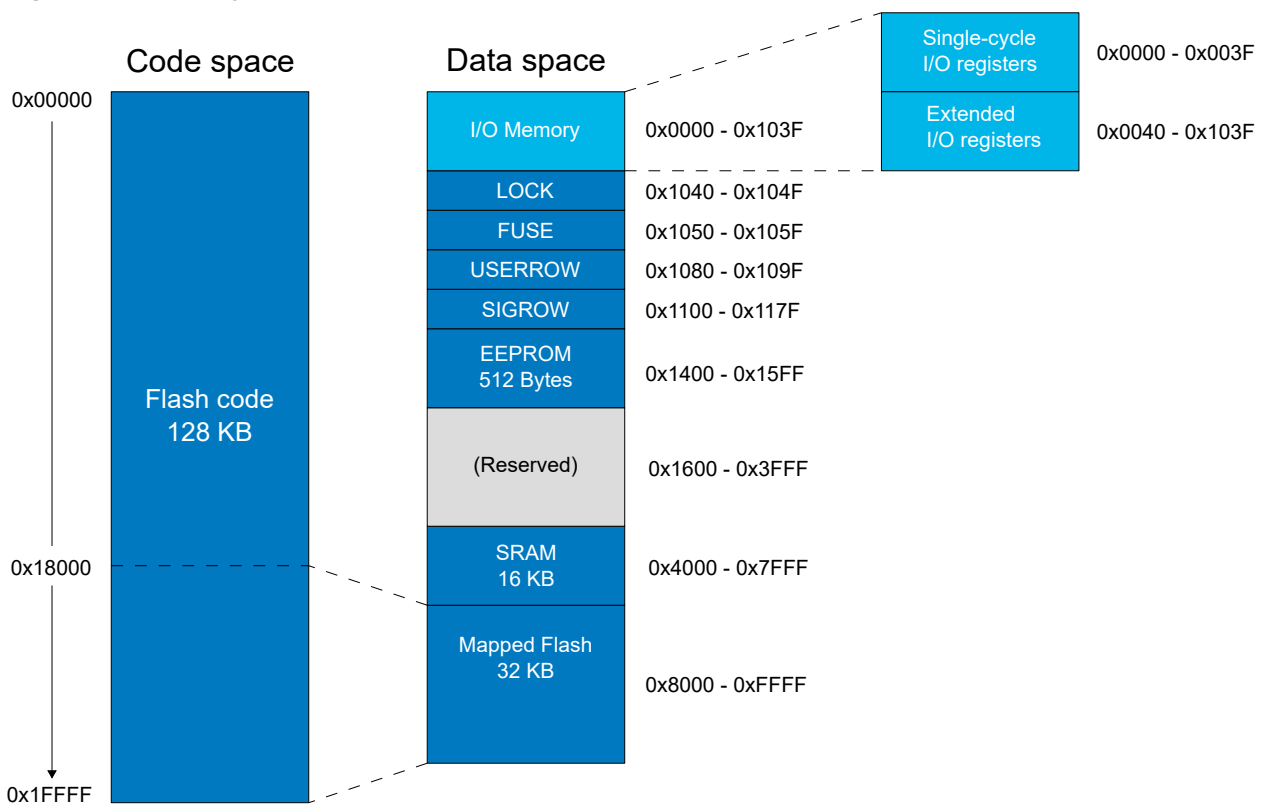 Code space
0x00000
Flash code
128 KB
0x18000
0x1FFFF
Data space
I/O Memory
0x0000 - 0x103F
LOCK
0x1040 - 0x104F
FUSE
0x1050 - 0x105F
USERROW
0x1080 - 0x109F
SIGROW
0x1100 - 0x117F
EEPROM
512 Bytes
0x1400 - 0x15FF
(Reserved)
0x1600 - 0x3FFF
SRAM
16 KB
0x4000 - 0x7FFF
Mapped Flash
32 KB
0x8000 - 0xFFFF
Single-cycle
I/O registers
0x0000 - 0x003F
Extended
I/O registers
0x0040 - 0x103F